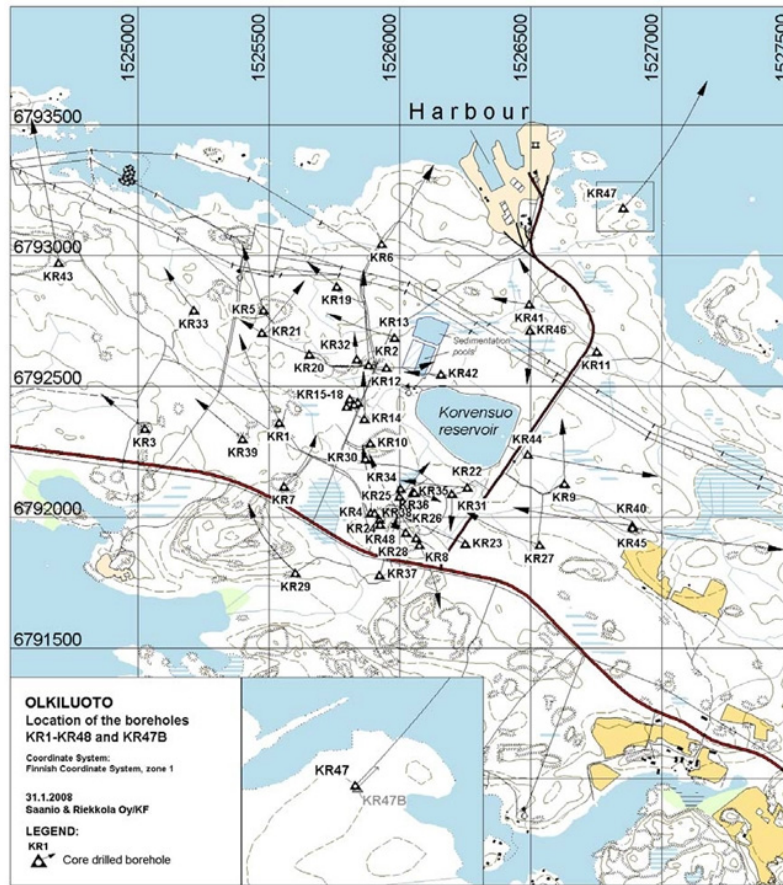 1525000
1525500
1526000
1526500
1527000
1527500
6793500
Harbour
KR47
KR6
6793000
KR43
KR19
KR5
KR33
KR21
KR13
KR41
KR46
KR32
KR2
Sedimentation
pools
KR11
KR20
KR12
KR42
6792500
KR15-18
KR14
Korvensuo
reservoir
KR3
KR39
KR1
KR10
KR30
KR44
KR34
KR22
KR7
KR25
KR35
KR9
KR36
KR31
6792000
KR4
KR38
KR26
KR40
KR24
KR48
KR23
KR45
KR28
KR8
KR27
KR29
KR37
6791500
OLKILUOTO
Location of the boreholes
KR1-KR48 and KR47B
Coordinate System:
Finnish Coordinate System, zone 1
31.1.2008
Saanio & Riekkola Oy/KF
LEGEND:
KR1
Core drilled borehole
KR47
KR47B